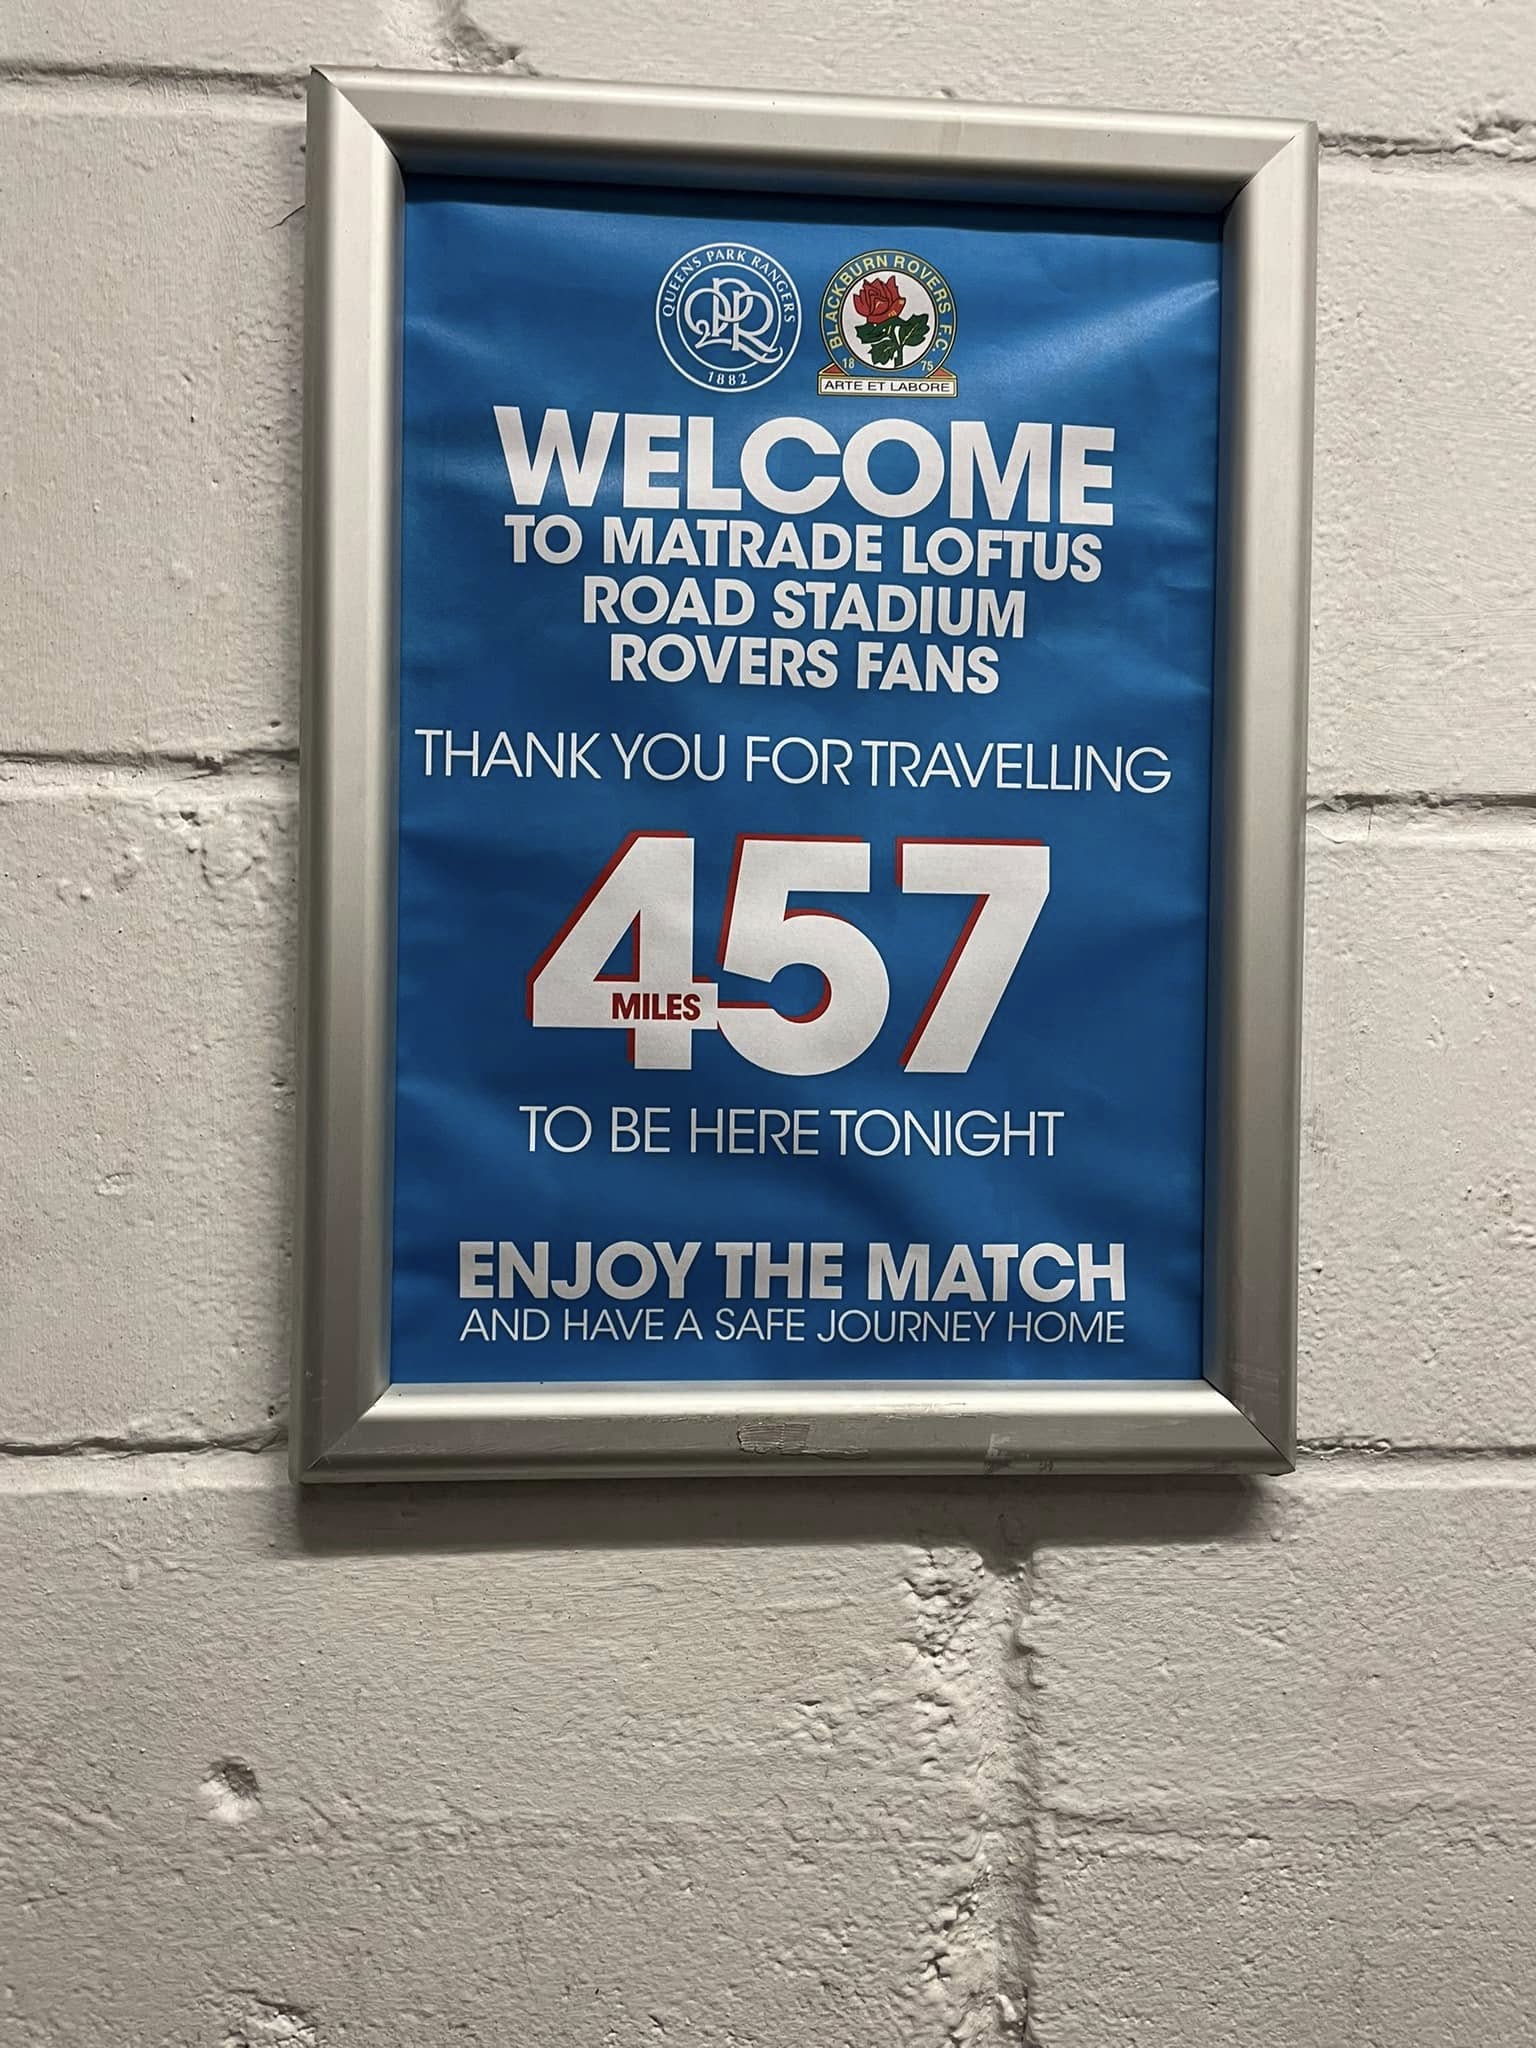 QUEENS PARK RANGERS
QPR
1882
BLACKBURN ROVERS F.C.
18 75
ARTE ET LABORE
WELCOME
TO MATRADE LOFTUS
ROAD STADIUM
ROVERS FANS
THANK YOU FOR TRAVELLING
457
MILES
TO BE HERE TONIGHT
ENJOY THE MATCH
AND HAVE A SAFE JOURNEY HOME